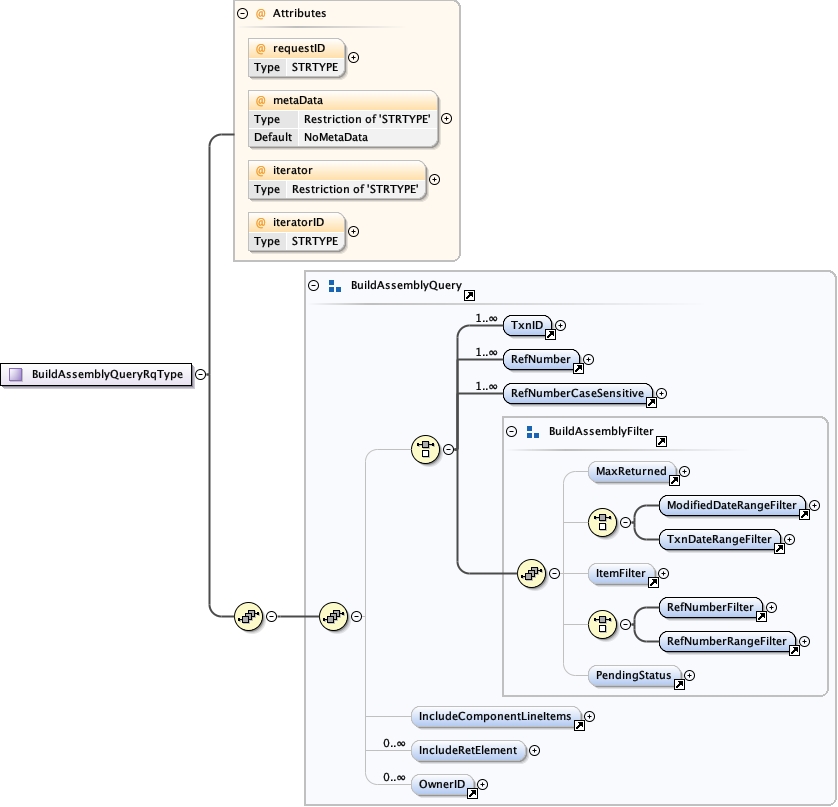 Attributes
@ requestID
Type STRTYPE
@ metaData
Type Restriction of 'STRTYPE'
Default NoMetaData
@ iterator
Type Restriction of 'STRTYPE'
@ iteratorID
Type STRTYPE
BuildAssemblyQueryRqType
BuildAssemblyQuery
1..∞ TxnID
1..∞ RefNumber
1..∞ RefNumberCaseSensitive
BuildAssemblyFilter
MaxReturned
ModifiedDateRangeFilter
TxnDateRangeFilter
ItemFilter
RefNumberFilter
RefNumberRangeFilter
PendingStatus
IncludeComponentLineItems
0..∞ IncludeRetElement
0..∞ OwnerID